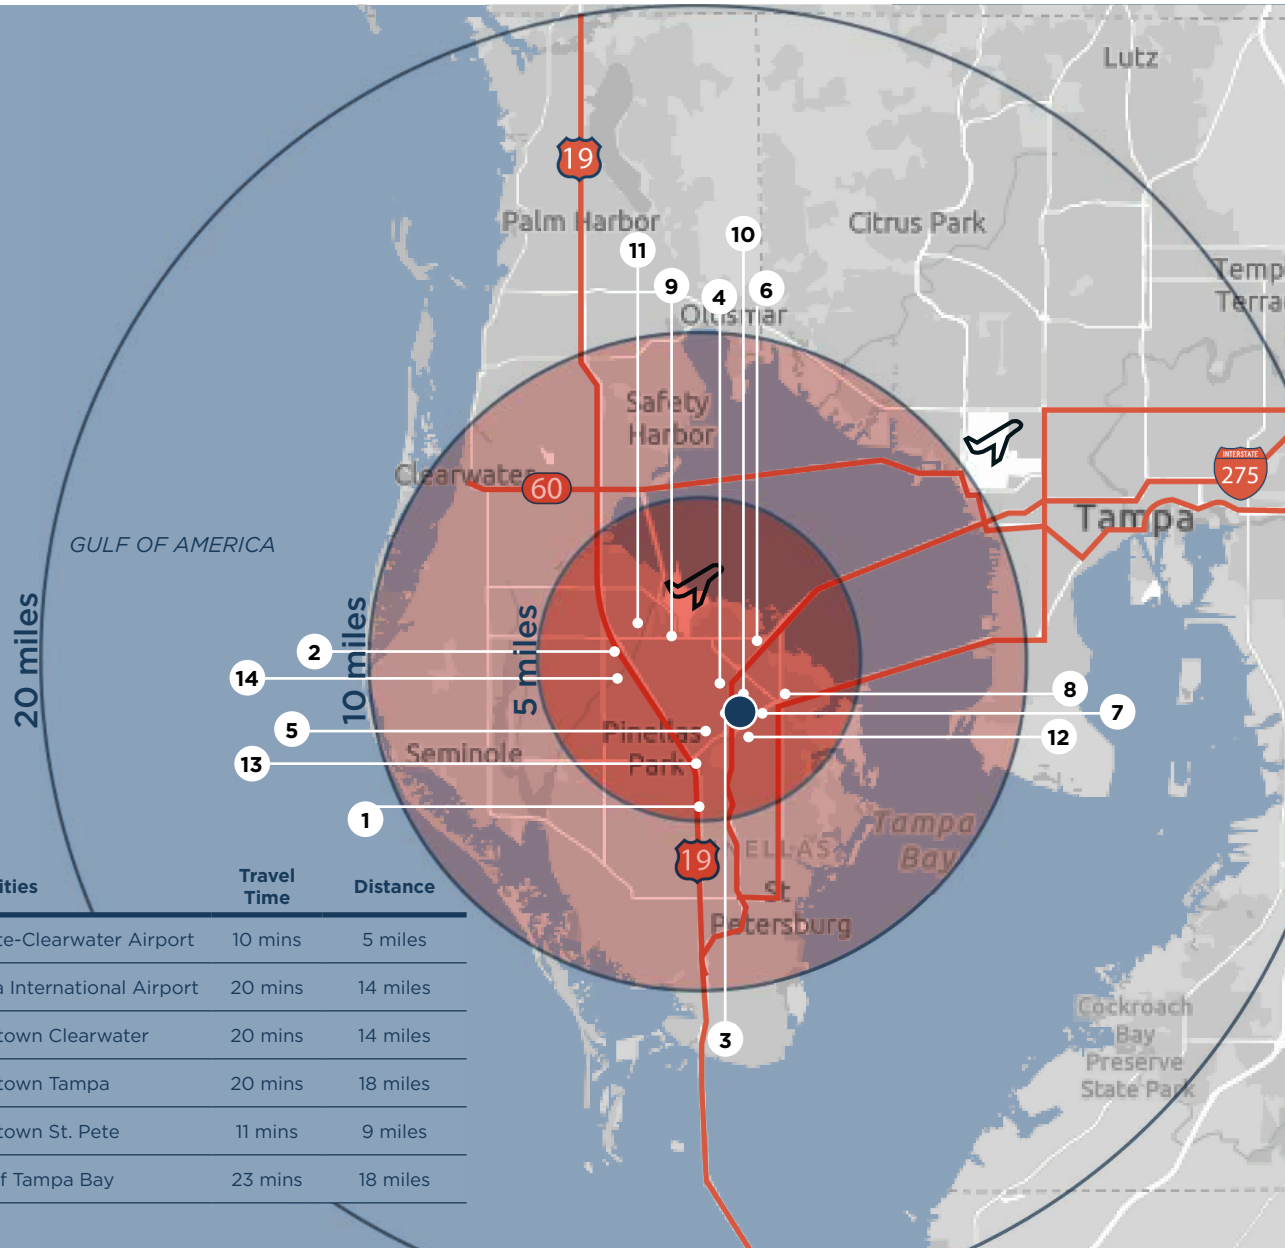 Lutz
19
Palm Harbor
Citrus Park
10
11
9
4
6
Oldsmar
Temp
Terra
Safety
Harbor
Clearwater
60
INTERSTATE
275
Tampa
GULF OF AMERICA
20 miles
10 miles
5 miles
2
14
8
7
5
12
13
Pinellas
Park
Seminole
1
Tampa
Bay
19
ELLAS
St
Petersburg
3
Cockroach
Bay
Preserve
State Park
ities Travel Time Distance
te-Clearwater Airport 10 mins 5 miles
a International Airport 20 mins 14 miles
town Clearwater 20 mins 14 miles
town Tampa 20 mins 18 miles
town St. Pete 11 mins 9 miles
f Tampa Bay 23 mins 18 miles